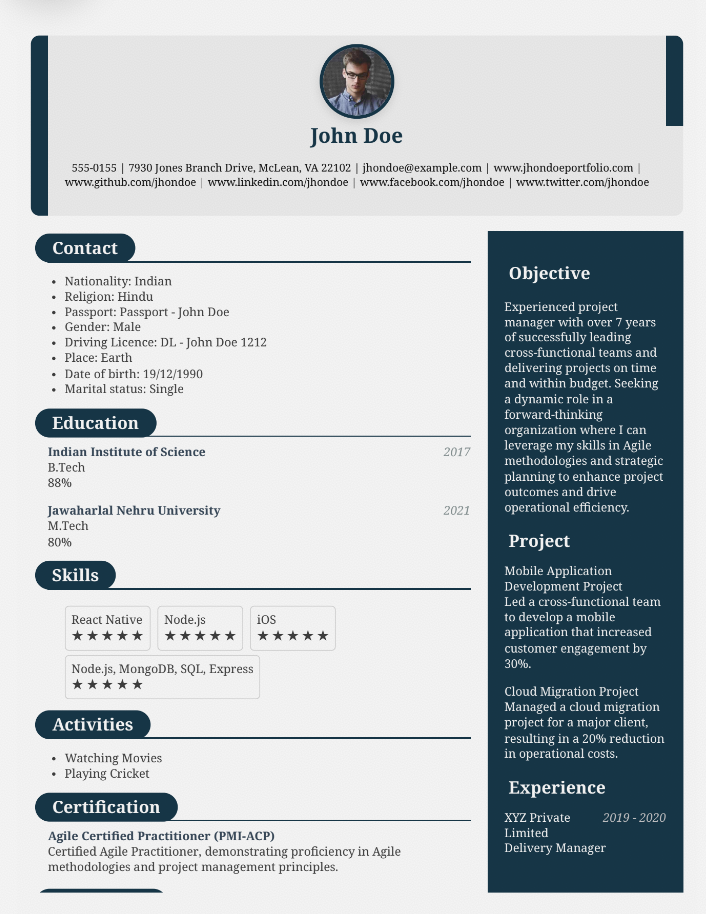 John Doe
555-0155 | 7930 Jones Branch Drive, McLean, VA 22102 | jhondoe@example.com | www.jhondoeportfolio.com |
www.github.com/jhondoe | www.linkedin.com/jhondoe | www.facebook.com/jhondoe | www.twitter.com/jhondoe
Contact
• Nationality: Indian
• Religion: Hindu
• Passport: Passport - John Doe
• Gender: Male
• Driving Licence: DL - John Doe 1212
• Place: Earth
• Date of birth: 19/12/1990
• Marital status: Single
Education
Indian Institute of Science 2017
B.Tech
88%
Jawaharlal Nehru University 2021
M.Tech
80%
Skills
React Native Node.js iOS
★★★★★ ★★★★★ ★★★★★
Node.js, MongoDB, SQL, Express
★★★★★
Activities
• Watching Movies
• Playing Cricket
Certification
Agile Certified Practitioner (PMI-ACP)
Certified Agile Practitioner, demonstrating proficiency in Agile
methodologies and project management principles.
Objective
Experienced project
manager with over 7 years
of successfully leading
cross-functional teams and
delivering projects on time
and within budget. Seeking
a dynamic role in a
forward-thinking
organization where I can
leverage my skills in Agile
methodologies and strategic
planning to enhance project
outcomes and drive
operational efficiency.
Project
Mobile Application
Development Project
Led a cross-functional team
to develop a mobile
application that increased
customer engagement by
30%.
Cloud Migration Project
Managed a cloud migration
project for a major client,
resulting in a 20% reduction
in operational costs.
Experience
XYZ Private 2019 - 2020
Limited
Delivery Manager